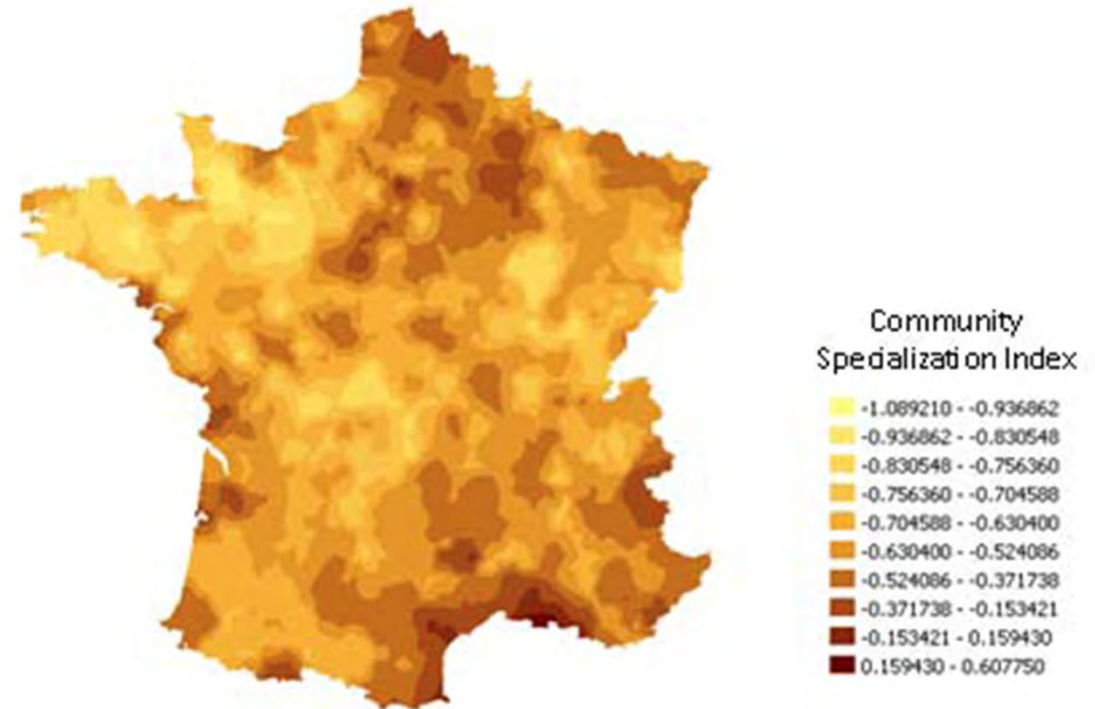 Community
Specialization Index
-1.089210 - -0.936862
-0.936862 - -0.830548
-0.830548 - -0.756360
-0.756360 - -0.704588
-0.704588 - -0.630400
-0.630400 - -0.524086
-0.524086 - -0.371738
-0.371738 - -0.153421
-0.153421 - 0.159430
0.159430 - 0.607750